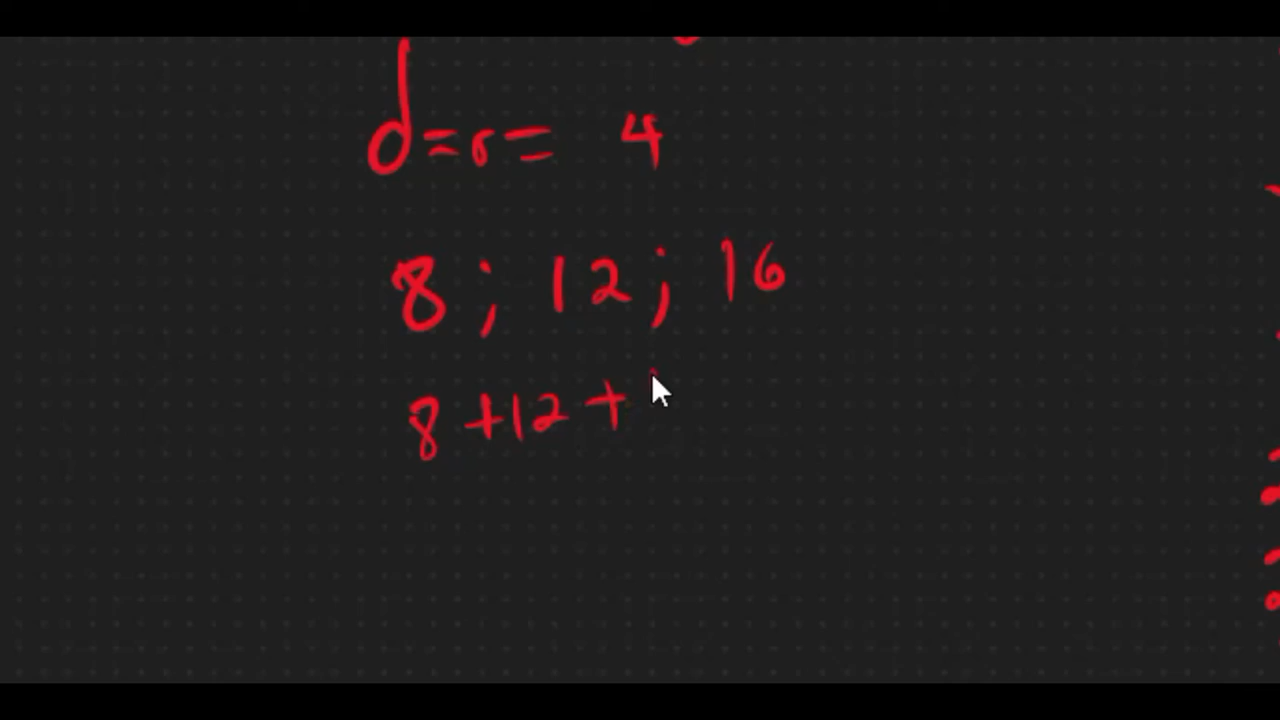 d=r= 4
8 ; 12 ; 16
8 +12 +